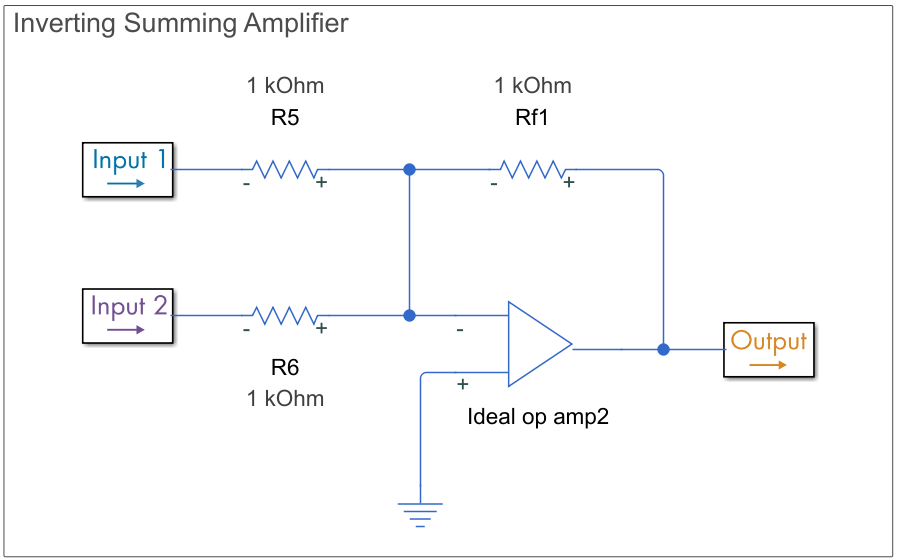 Inverting Summing Amplifier
1 kOhm
R5
1 kOhm
Rf1
Input 1
- +
- +
Input 2
- +
-
Output
R6
1 kOhm
+
Ideal op amp2